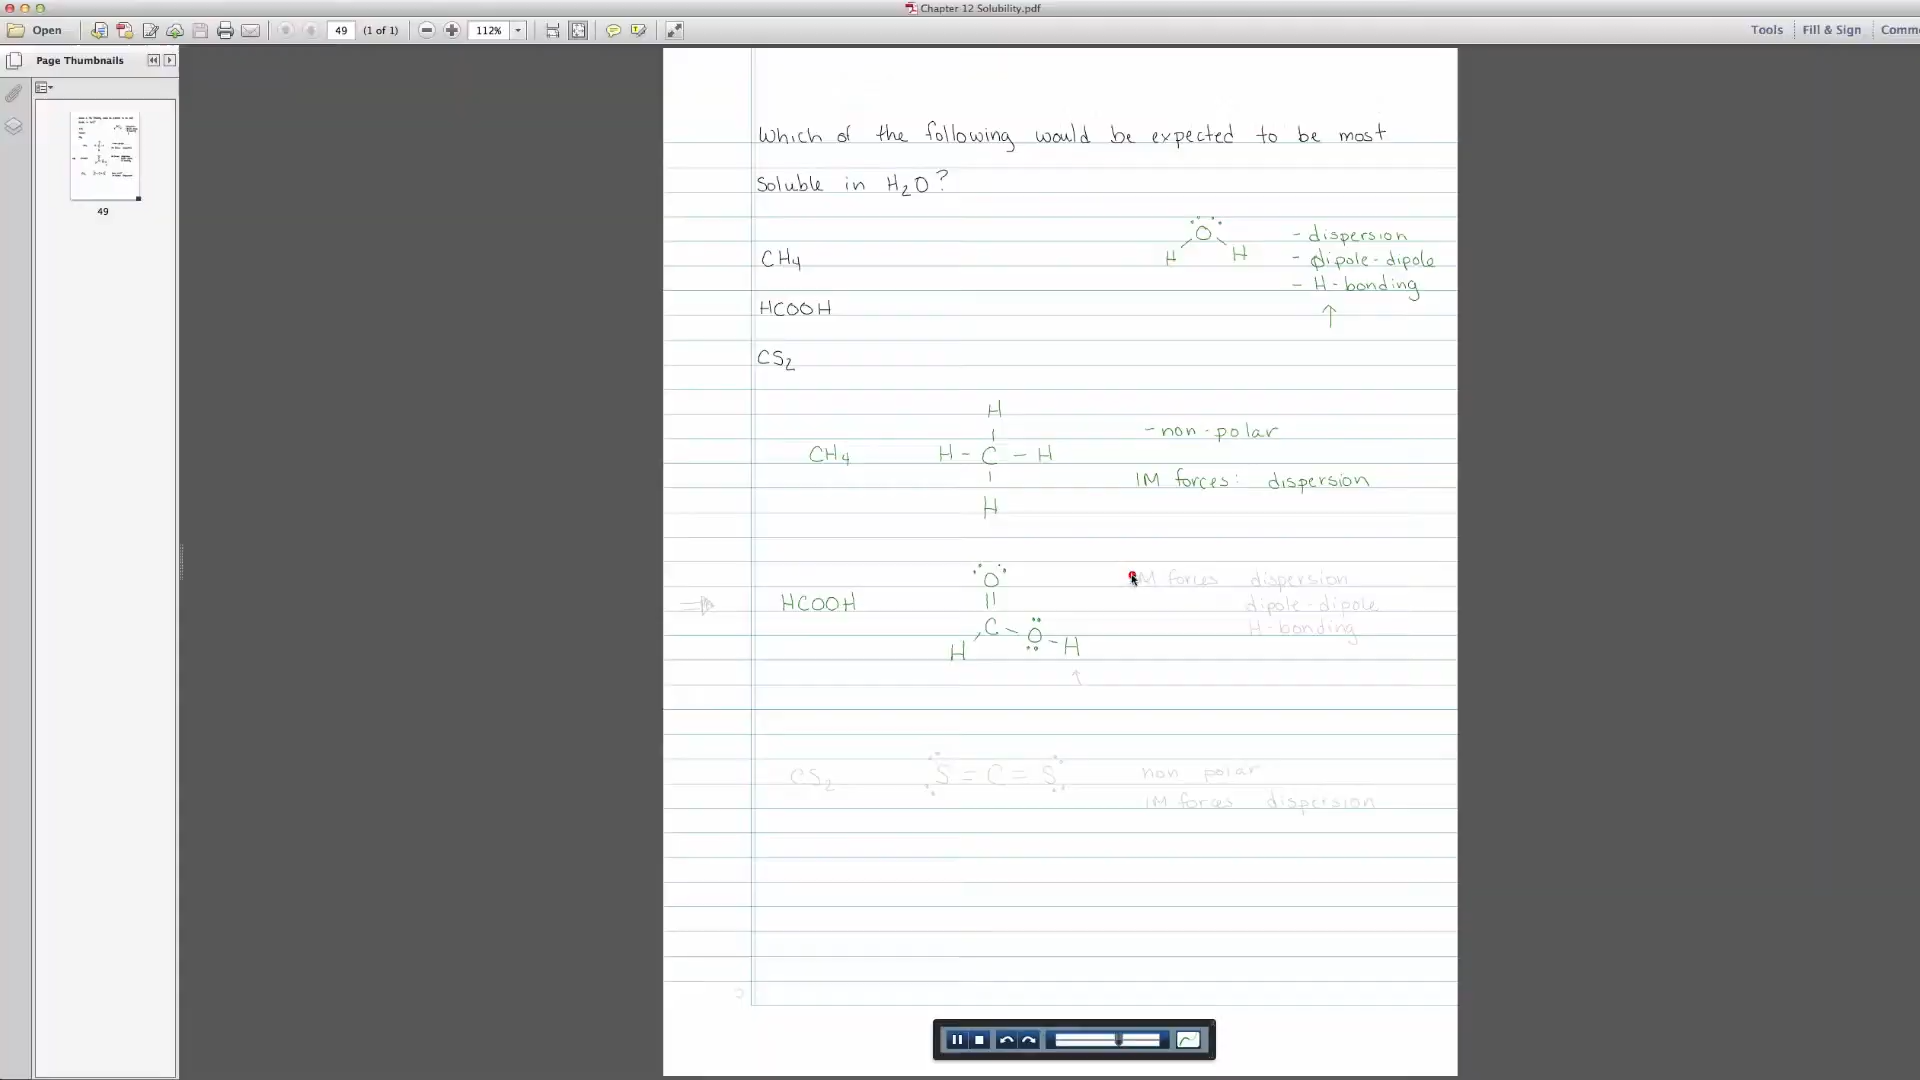 Chapter 12 Solubility.pdf
Open
49
(1 of 1)
112%
Tools
Fill & Sign
Comm
Page Thumbnails
49
Which of the following would be expected to be most
soluble in H₂O?
O
H H
- dispersion
- dipole-dipole
- H-bonding
↑
CH₄
HCOOH
CS₂
CH₄
H
H - C - H
H
- non-polar
IM forces: dispersion
HCOOH
O
C - O - H
H
IM forces dispersion
dipole-dipole
H-bonding
↑
CS₂
S = C = S
non polar
IM forces dispersion